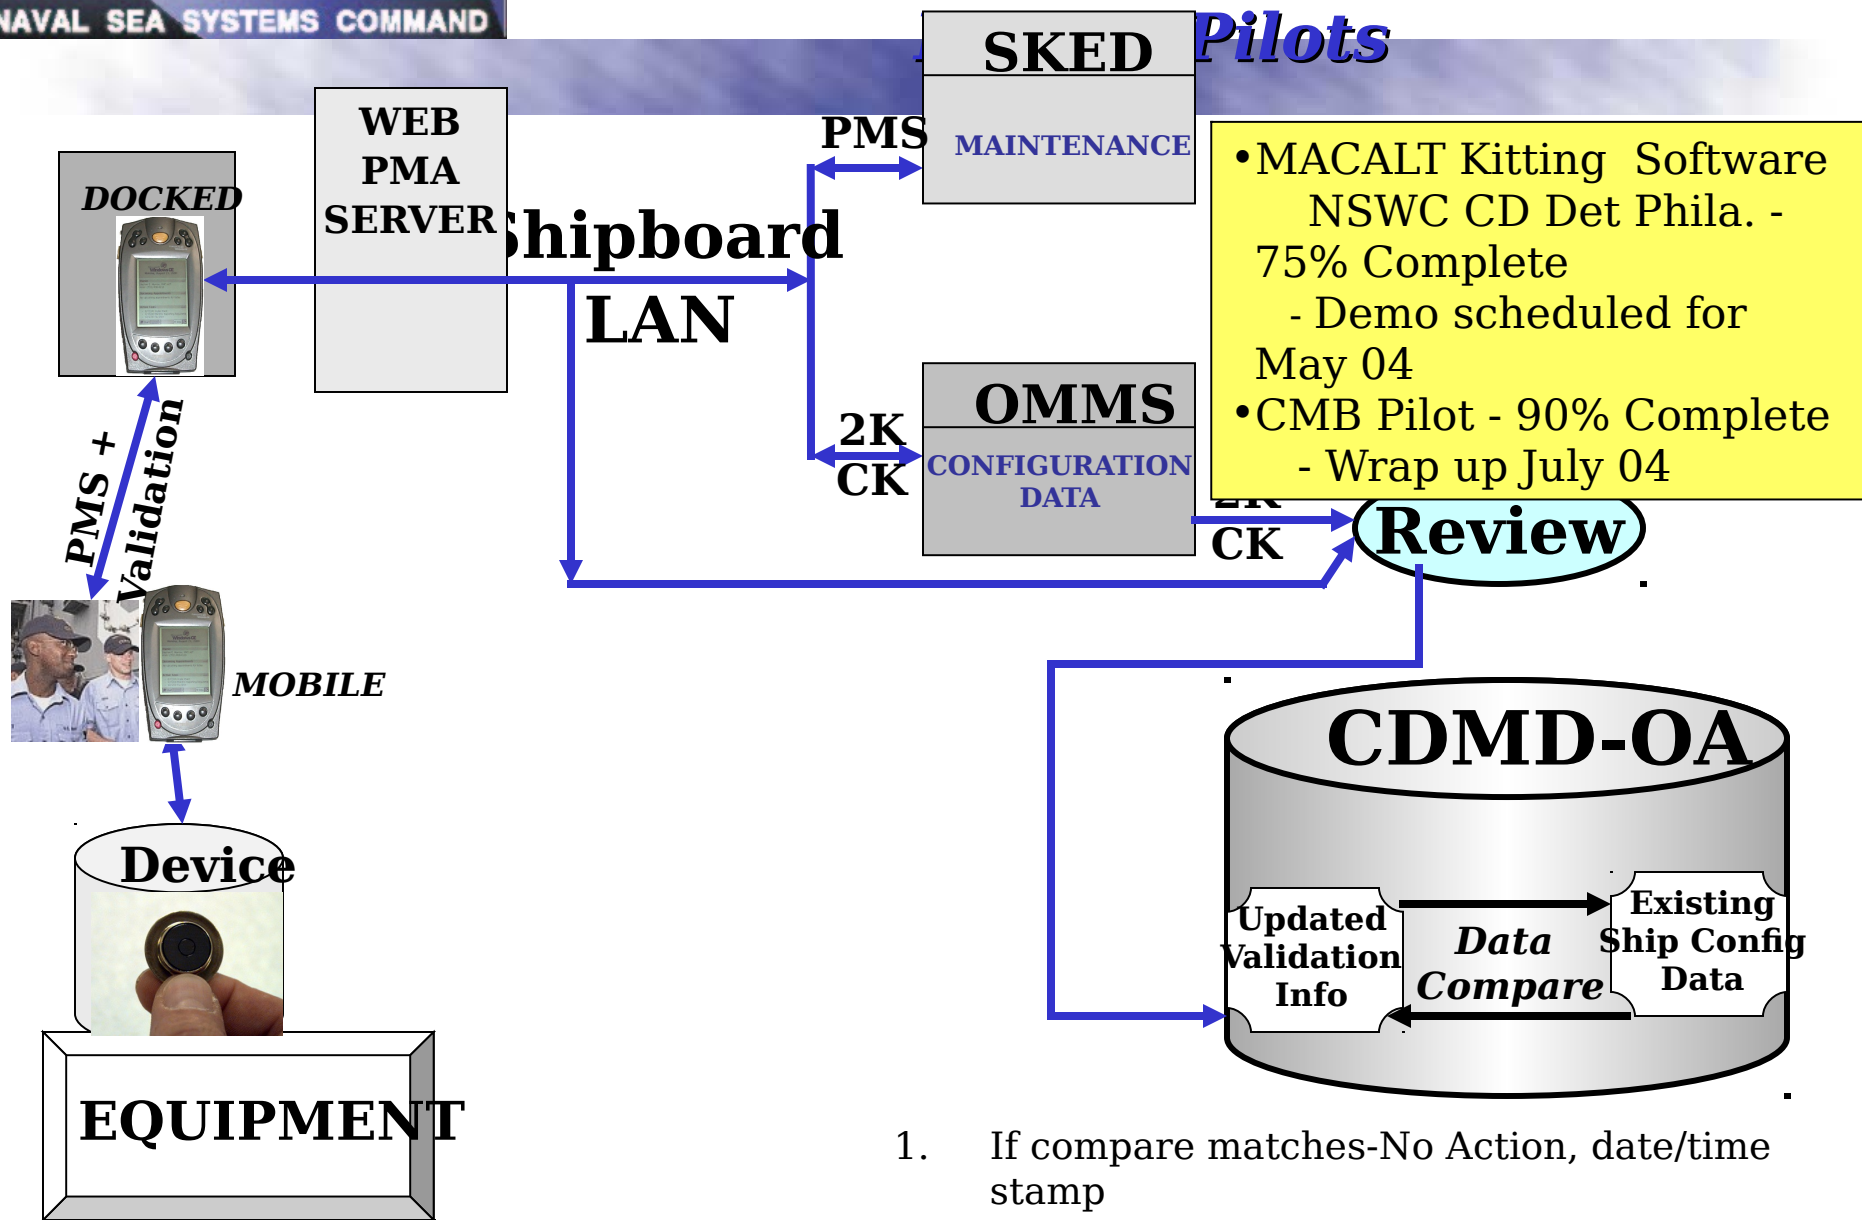 NAVAL SEA SYSTEMS COMMAND
Pilots
SKED
MAINTENANCE
PMS
WEB
PMA
SERVER
DOCKED
Shipboard
LAN
•MACALT Kitting Software
NSWC CD Det Phila. -
75% Complete
- Demo scheduled for
May 04
•CMB Pilot - 90% Complete
- Wrap up July 04
OMMS
CONFIGURATION
DATA
2K
CK
2K
CK
Review
PMS +
Validation
MOBILE
CDMD-OA
Device
Updated
Validation
Info
Data
Compare
Existing
Ship Config
Data
EQUIPMENT
1. If compare matches-No Action, date/time
stamp